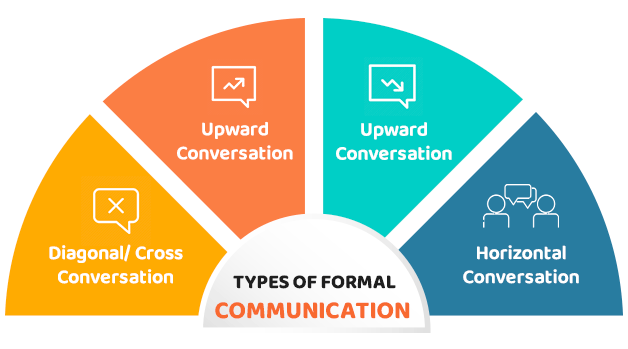 Upward
Conversation
Upward
Conversation
Diagonal/ Cross
Conversation
Horizontal
Conversation
TYPES OF FORMAL
COMMUNICATION